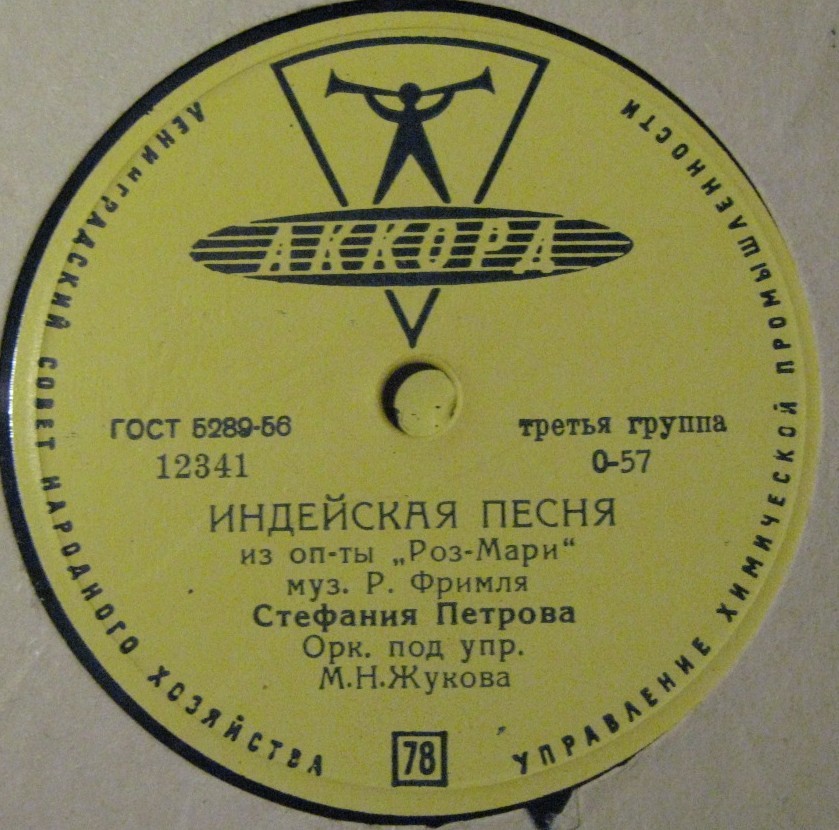 АККОРД
ЛЕНИНГРАДСКИЙ СОВЕТ НАРОДНОГО ХОЗЯЙСТВА
УПРАВЛЕНИЕ ХИМИЧЕСКОЙ ПРОМЫШЛЕННОСТИ
ГОСТ 5289-56
третья группа
12341
0-57
ИНДЕЙСКАЯ ПЕСНЯ
из оп-ты „Роз-Мари“
муз. Р. Фримля
Стефания Петрова
Орк. под упр.
М.Н.Жукова
78